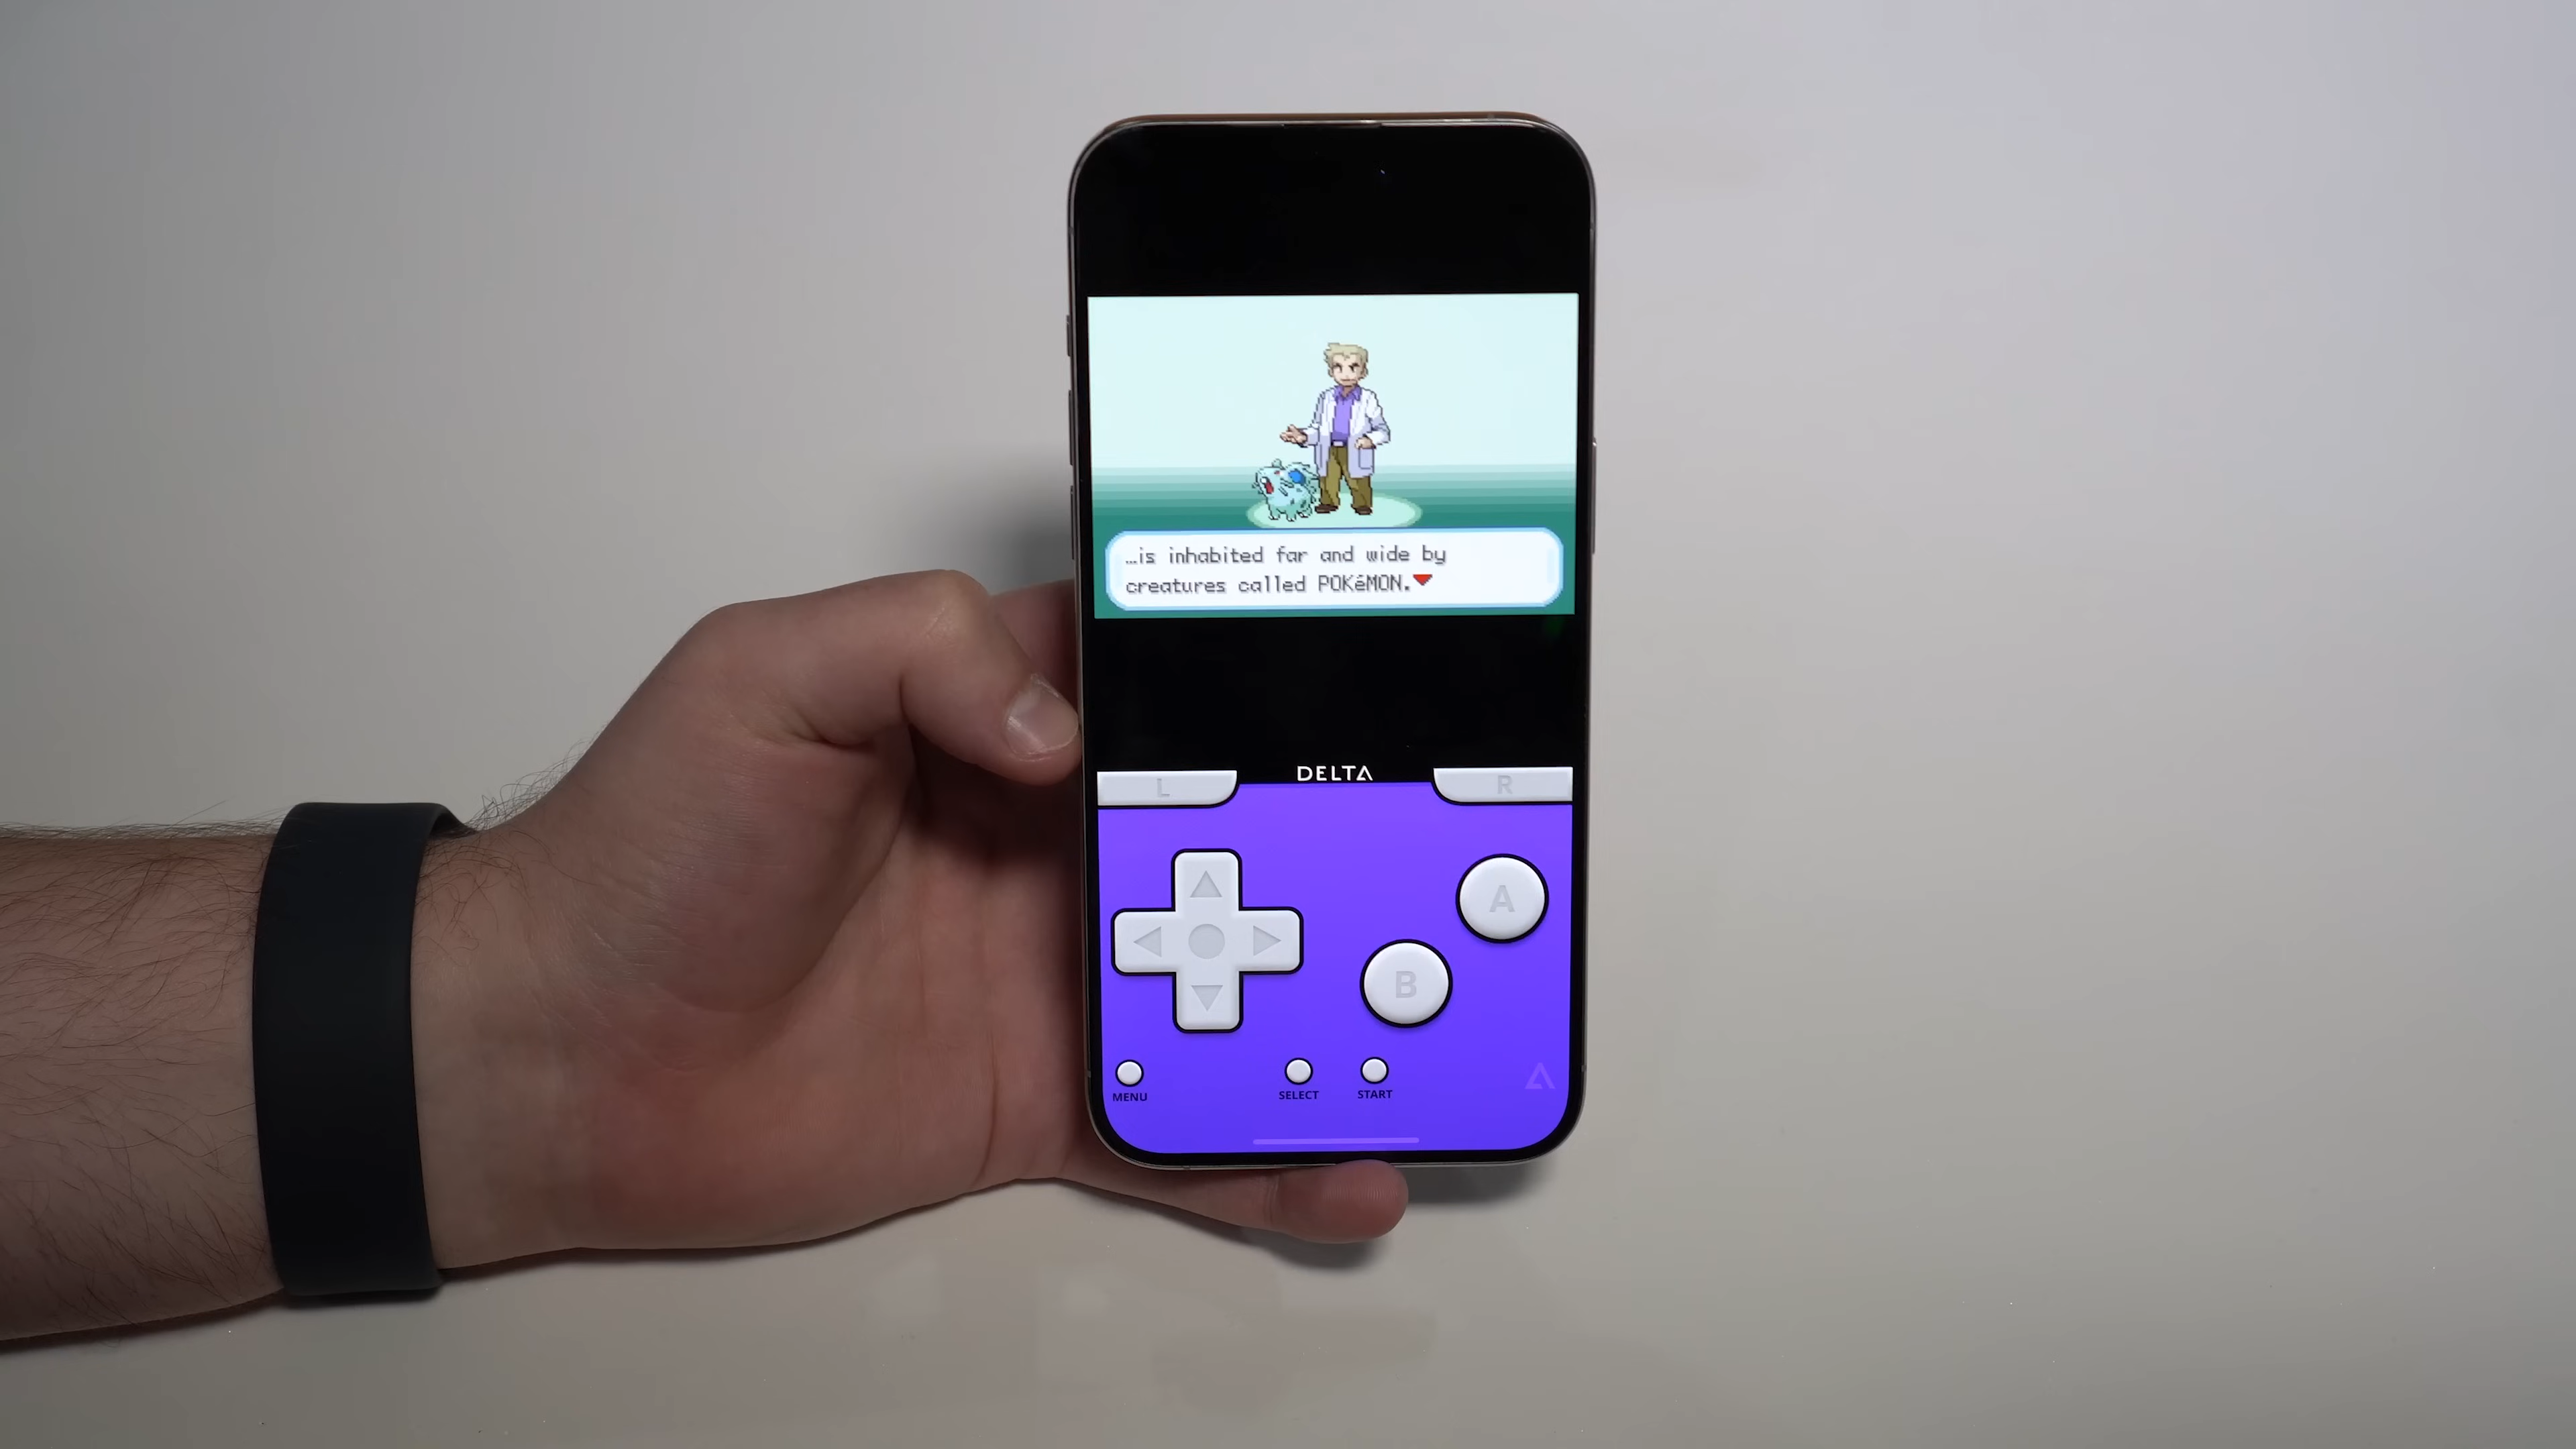 …is inhabited far and wide by
creatures called POKéMON.
DELTA
L
R
A
B
MENU
SELECT
START